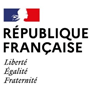 RÉPUBLIQUE
FRANÇAISE
Liberté
Égalité
Fraternité